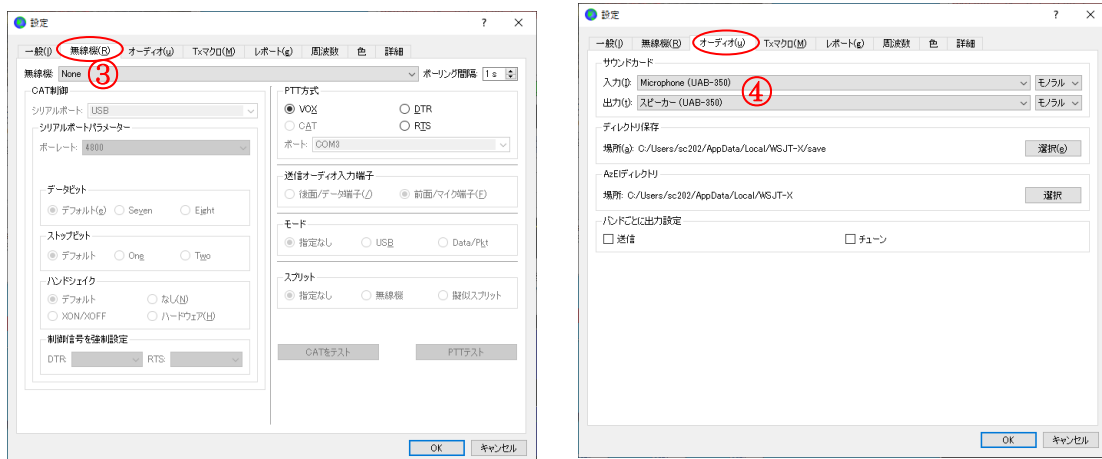 設定
一般(i) 無線機(R) オーディオ(u) Txマクロ(M) レポート(g) 周波数 色 詳細
無線機: None ③ ポーリング間隔: 1 s
CAT制御
シリアルポート: USB
シリアルポートパラメーター
ボーレート: 4800
データビット
デフォルト(e) Seven Eight
ストップビット
デフォルト One Two
ハンドシェイク
デフォルト なし(N)
XON/XOFF ハードウェア(H)
制御信号を強制設定
DTR: RTS:
PTT方式
VOX DTR
CAT RTS
ポート: COM3
送信オーディオ入力端子
後面/データ端子(/) 前面/マイク端子(F)
モード
指定なし USB Data/Pkt
スプリット
指定なし 無線機 擬似スプリット
CATをテスト PTTテスト
OK キャンセル
設定
一般(i) 無線機(R) オーディオ(u) Txマクロ(M) レポート(g) 周波数 色 詳細
サウンドカード
入力(I): Microphone (UAB-350) モノラル
④
出力(t): スピーカー (UAB-350) モノラル
ディレクトリ保存
場所(a): C:/Users/sc202/AppData/Local/WSJT-X/save 選択(e)
AzElディレクトリ
場所: C:/Users/sc202/AppData/Local/WSJT-X 選択
バンドごとに出力設定
送信 チューン
OK キャンセル